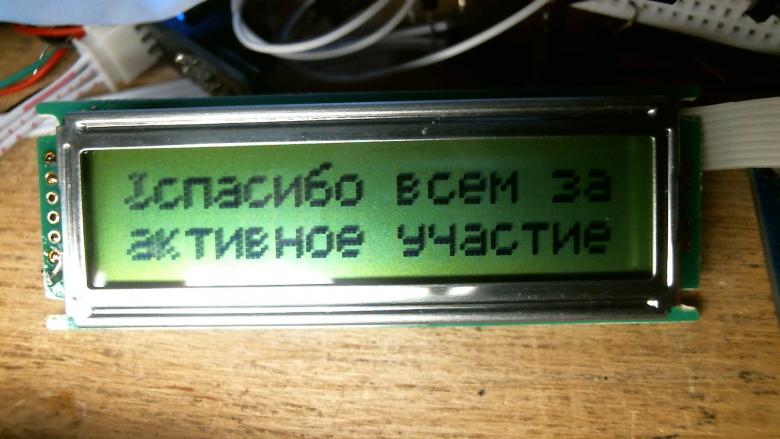 спасибо всем за
активное участие